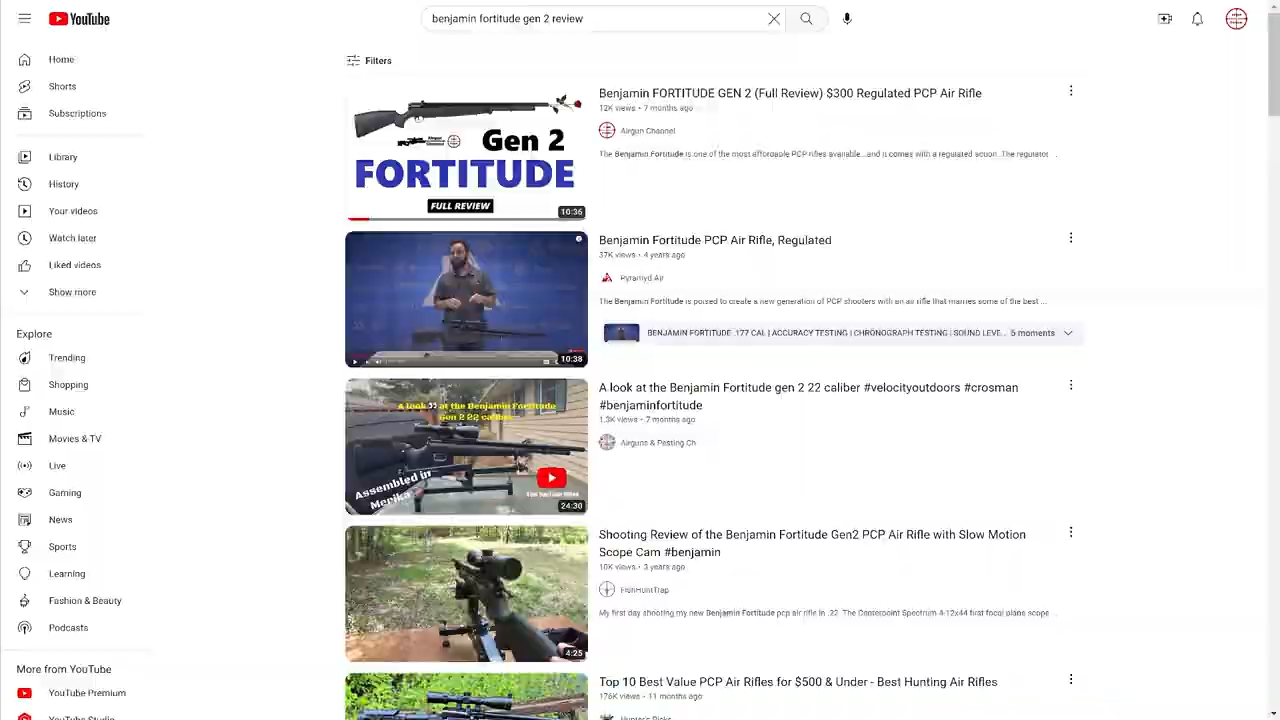 YouTube
benjamin fortitude gen 2 review
Home
Shorts
Subscriptions
Library
History
Your videos
Watch later
Liked videos
Show more
Explore
Trending
Shopping
Music
Movies & TV
Live
Gaming
News
Sports
Learning
Fashion & Beauty
Podcasts
More from YouTube
YouTube Premium
YouTube Studio
Filters
Gen 2
FORTITUDE
FULL REVIEW
10:36
Benjamin FORTITUDE GEN 2 (Full Review) $300 Regulated PCP Air Rifle
12K views • 7 months ago
Airgun Channel
The Benjamin Fortitude is one of the most affordable PCP rifles available...and it comes with a regulated action. The regulator ...
10:38
Benjamin Fortitude PCP Air Rifle, Regulated
37K views • 4 years ago
Pyramyd Air
The Benjamin Fortitude is poised to create a new generation of PCP shooters with an air rifle that marries some of the best ...
BENJAMIN FORTITUDE .177 CAL | ACCURACY TESTING | CHRONOGRAPH TESTING | SOUND LEVE... 5 moments
A look at the Benjamin Fortitude
Gen 2 22 caliber
Assembled in
Merika
24:30
A look at the Benjamin Fortitude gen 2 22 caliber #velocityoutdoors #crosman
#benjaminfortitude
1.3K views • 7 months ago
Airguns & Pesting Ch
4:25
Shooting Review of the Benjamin Fortitude Gen2 PCP Air Rifle with Slow Motion
Scope Cam #benjamin
10K views • 3 years ago
FishHuntTrap
My first day shooting my new Benjamin Fortitude pcp air rifle in .22. The Centerpoint Spectrum 4-12x44 first focal plane scope ...
Top 10 Best Value PCP Air Rifles for $500 & Under - Best Hunting Air Rifles
176K views • 11 months ago
Hunter's Picks